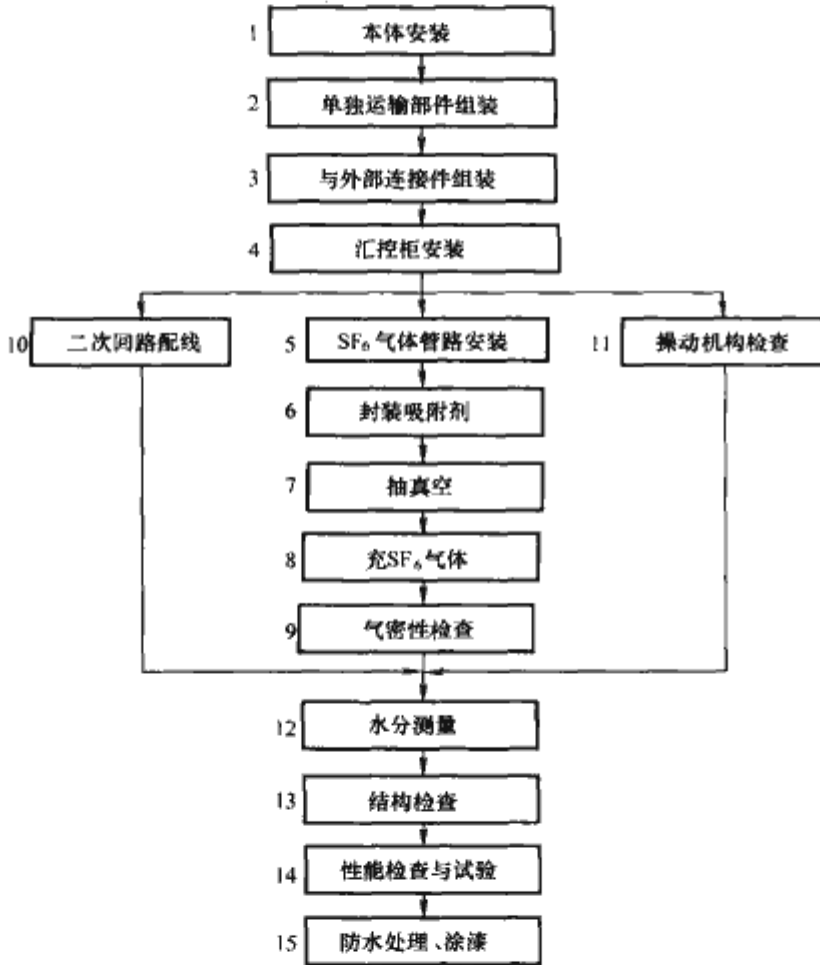 1 本体安装
2 单独运输部件组装
3 与外部连接件组装
4 汇控柜安装
10 二次回路配线
5 SF₆气体管路安装
11 操动机构检查
6 封装吸附剂
7 抽真空
8 充SF₆气体
9 气密性检查
12 水分测量
13 结构检查
14 性能检查与试验
15 防水处理、涂漆